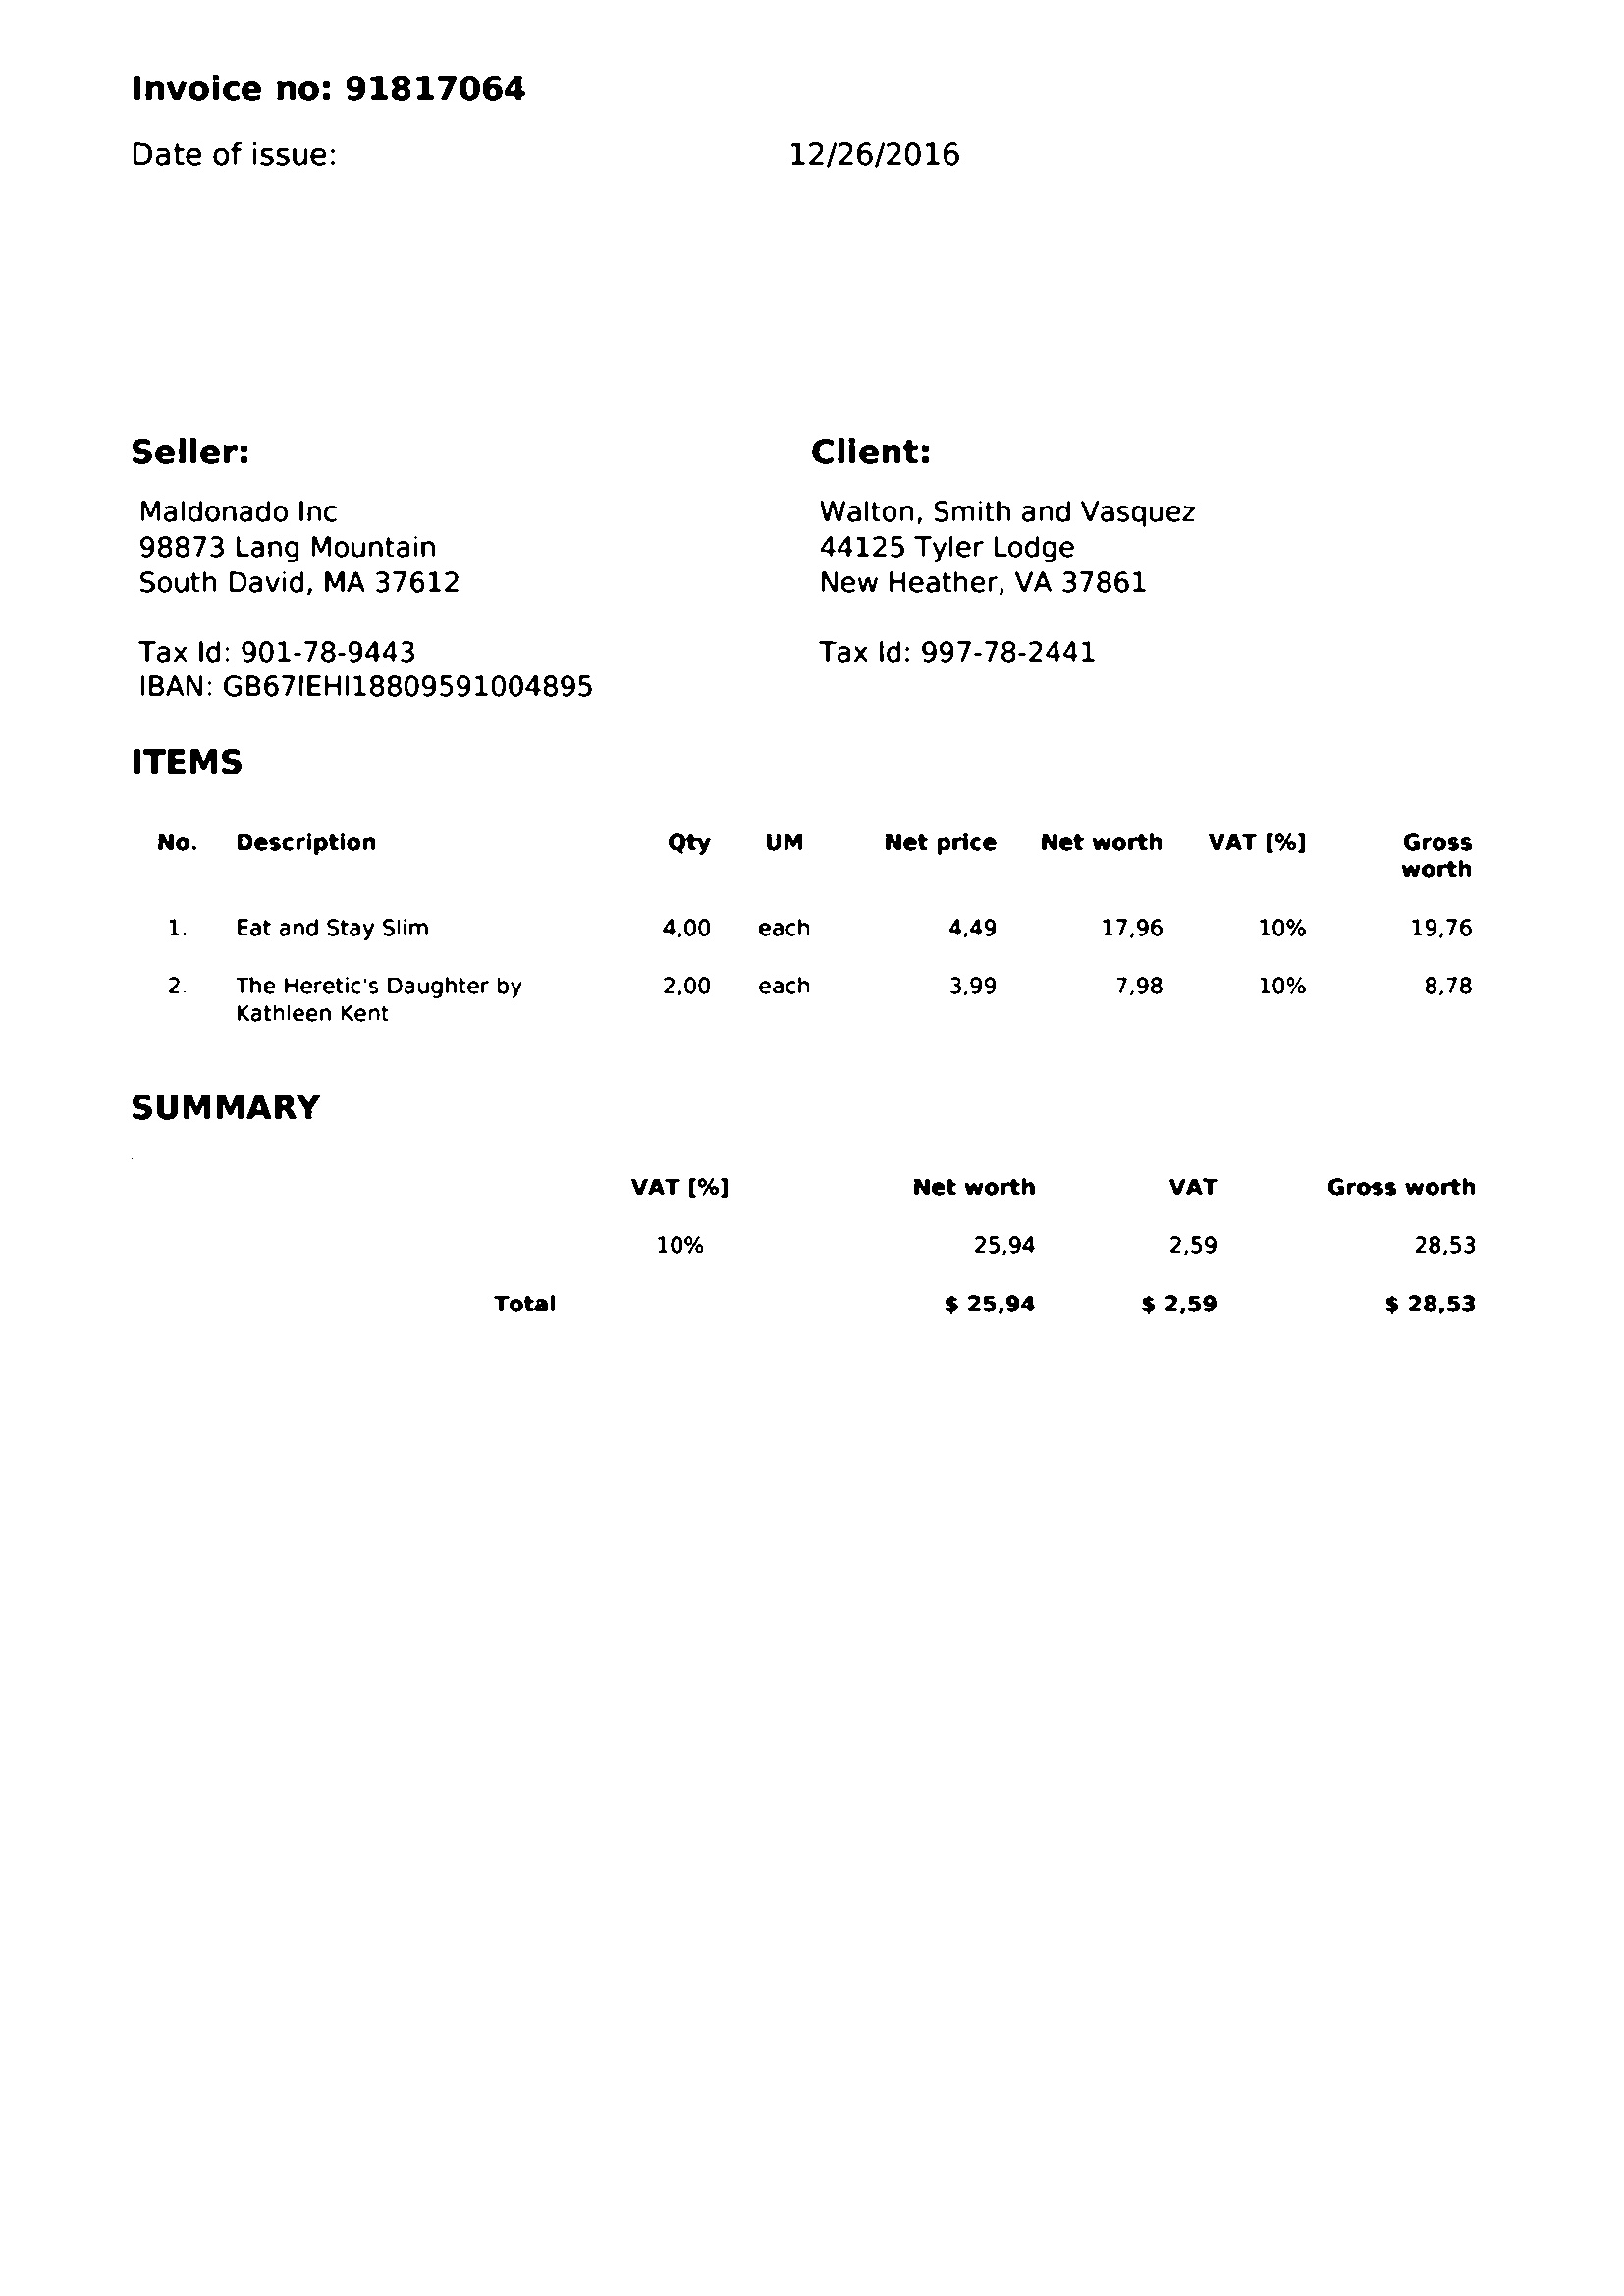 Invoice no: 91817064
Date of issue: 12/26/2016
Seller: Client:
Maldonado Inc Walton, Smith and Vasquez
98873 Lang Mountain 44125 Tyler Lodge
South David, MA 37612 New Heather, VA 37861
Tax Id: 901-78-9443 Tax Id: 997-78-2441
IBAN: GB67IEHI18809591004895
ITEMS
No. Description Qty UM Net price Net worth VAT [%] Gross
worth
1. Eat and Stay Slim 4,00 each 4,49 17,96 10% 19,76
2. The Heretic's Daughter by 2,00 each 3,99 7,98 10% 8,78
Kathleen Kent
SUMMARY
VAT [%] Net worth VAT Gross worth
10% 25,94 2,59 28,53
Total $ 25,94 $ 2,59 $ 28,53